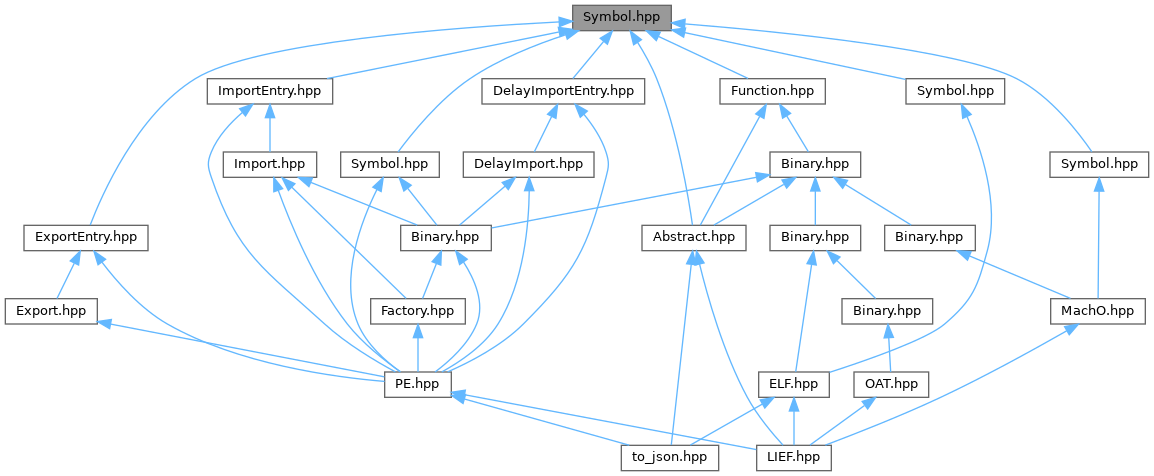 Symbol.hpp
ImportEntry.hpp
DelayImportEntry.hpp
Function.hpp
Symbol.hpp
Import.hpp
Symbol.hpp
DelayImport.hpp
Binary.hpp
Symbol.hpp
ExportEntry.hpp
Binary.hpp
Abstract.hpp
Binary.hpp
Binary.hpp
Export.hpp
Factory.hpp
Binary.hpp
MachO.hpp
PE.hpp
ELF.hpp
OAT.hpp
to_json.hpp
LIEF.hpp